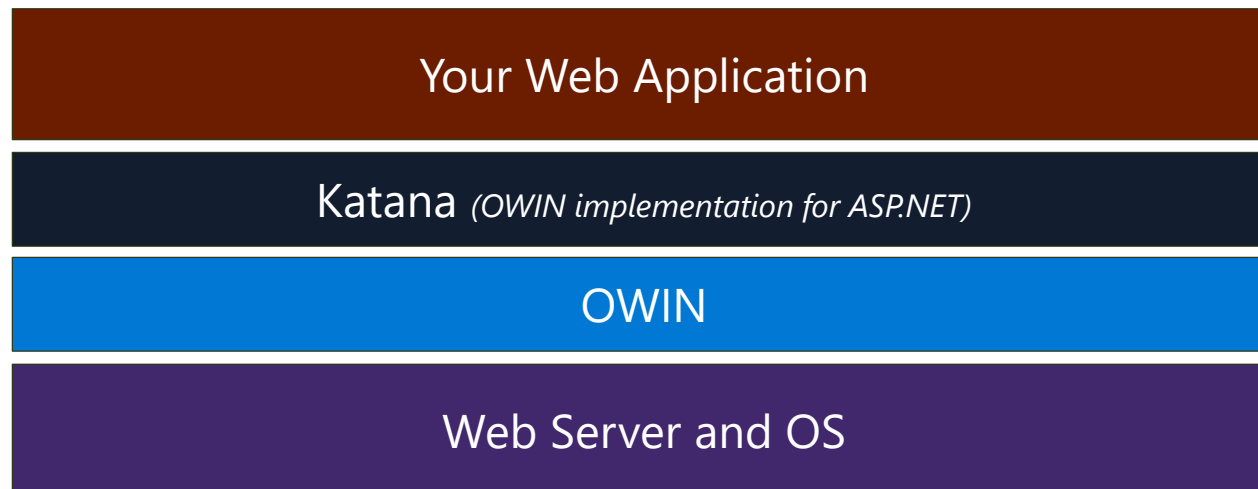 Your Web Application
Katana (OWIN implementation for ASP.NET)
OWIN
Web Server and OS